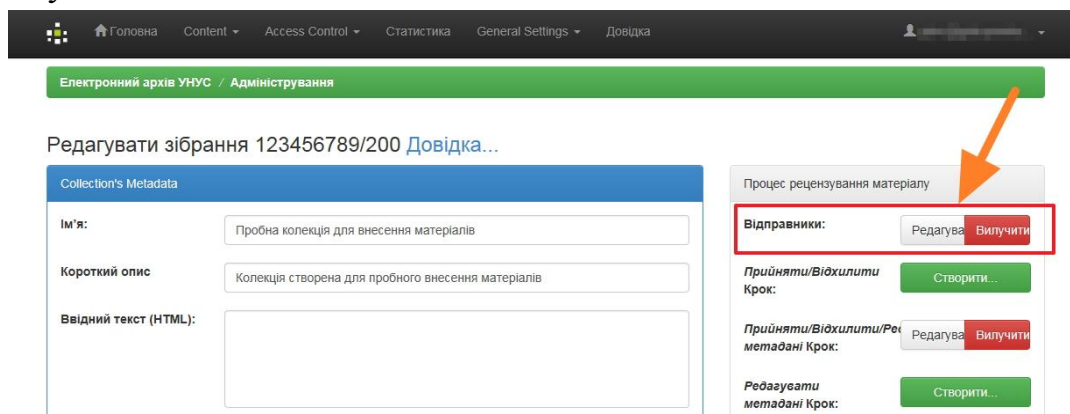 Головна Content Access Control Статистика General Settings Довідка
Електронний архів УНУС / Адміністрування
Редагувати зібрання 123456789/200 Довідка...
Collection's Metadata
Ім'я:
Пробна колекція для внесення матеріалів
Короткий опис
Колекція створена для пробного внесення матеріалів
Ввідний текст (HTML):
Процес рецензування матеріалу
Відправники:
Редагува Вилучити
Прийняти/Відхилити
Крок:
Створити...
Прийняти/Відхилити/Ре
метадані Крок:
Редагува Вилучити
Редагувати
метадані Крок:
Створити...